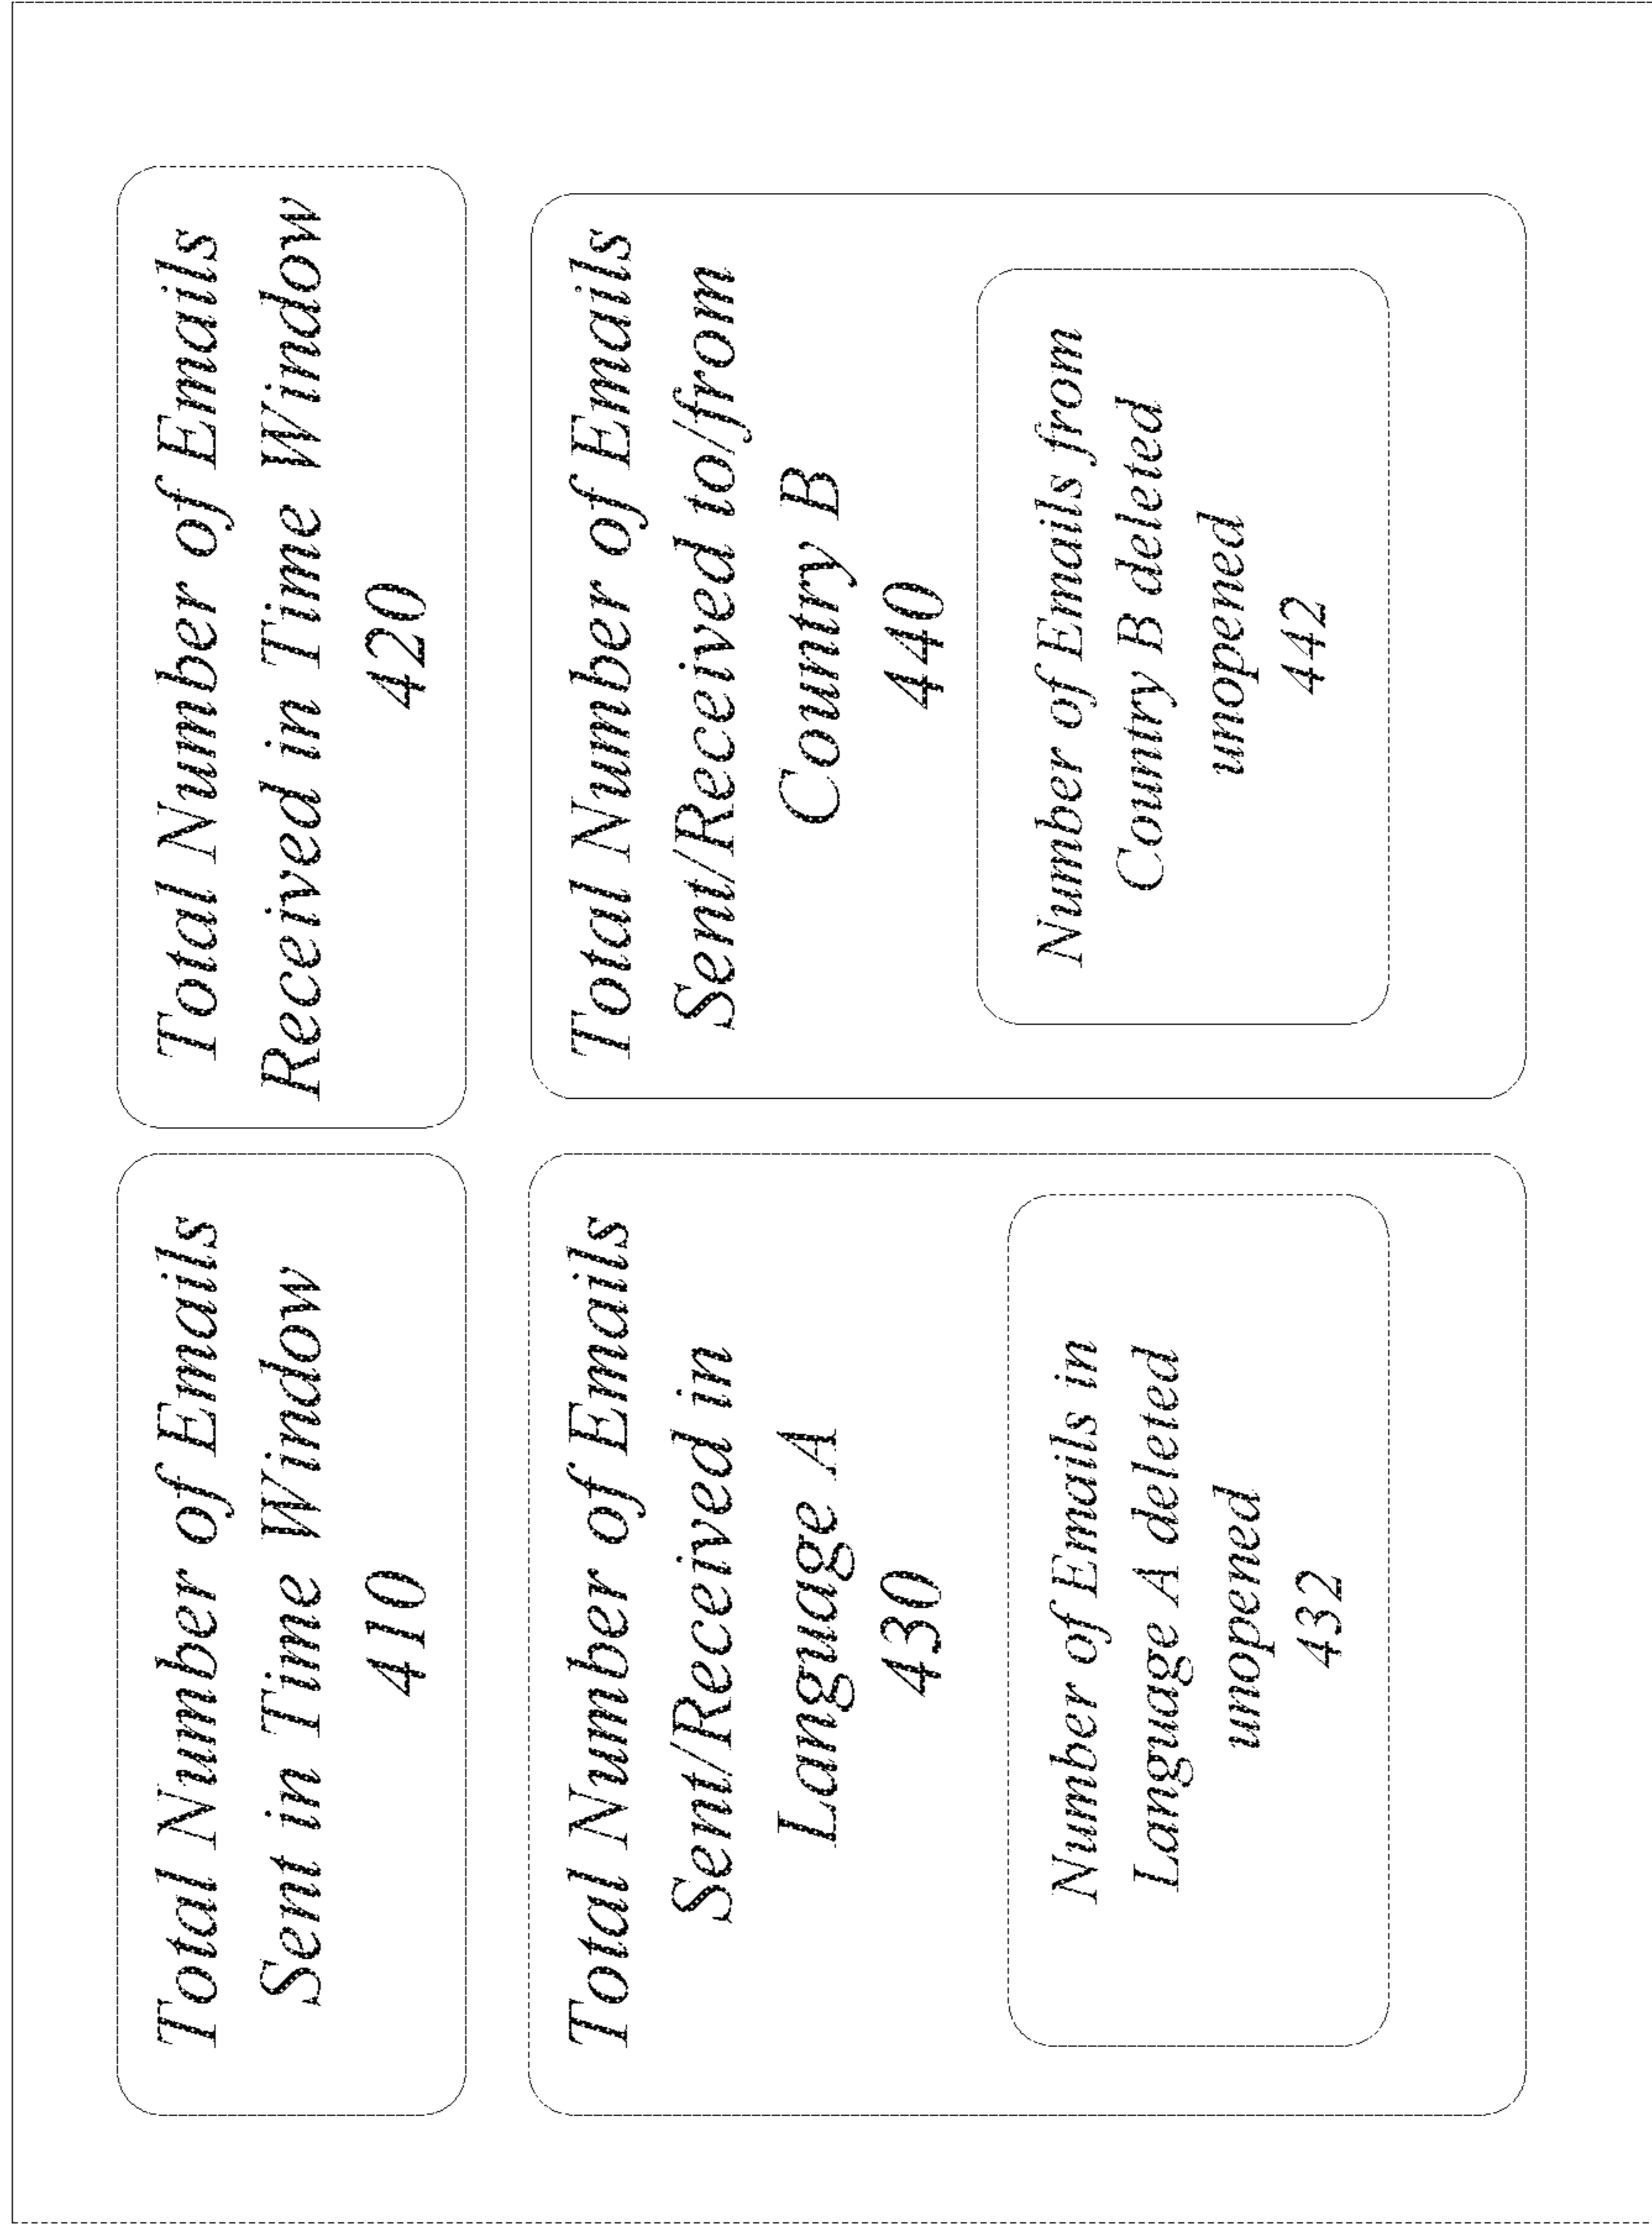 Total Number of Emails
Sent in Time Window
410
Total Number of Emails
Received in Time Window
420
Total Number of Emails
Sent/Received in
Language A
430
Number of Emails in
Language A deleted
unopened
432
Total Number of Emails
Sent/Received to/from
Country B
440
Number of Emails from
Country B deleted
unopened
442